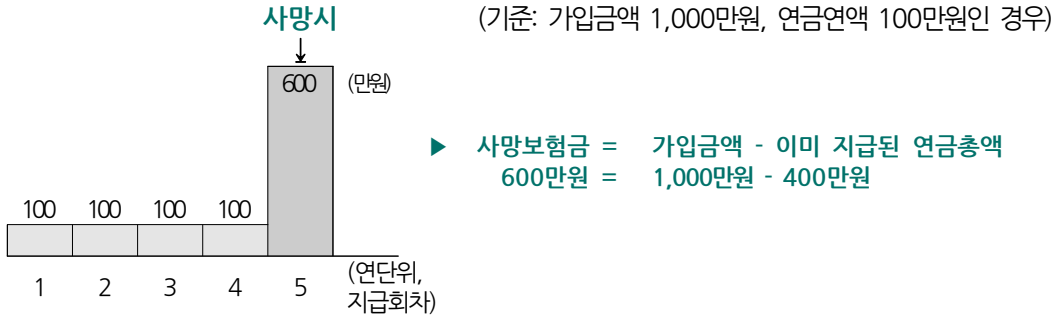 사망시
(기준: 가입금액 1,000만원, 연금연액 100만원인 경우)
600 (만원)
▶ 사망보험금 = 가입금액 - 이미 지급된 연금총액
600만원 = 1,000만원 - 400만원
100 100 100 100
1 2 3 4 5 (연단위,
지급회차)